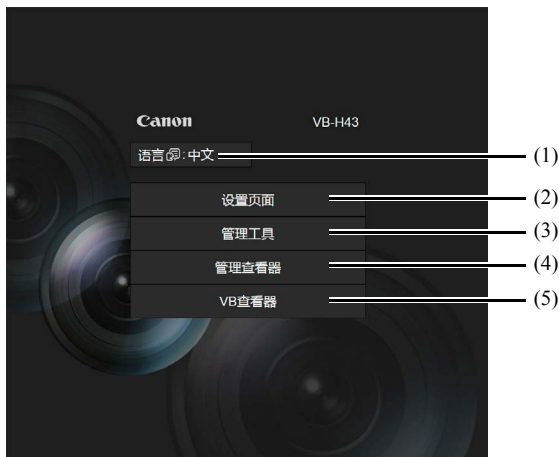 Canon VB-H43
语言:中文 (1)
设置页面 (2)
管理工具 (3)
管理查看器 (4)
VB查看器 (5)